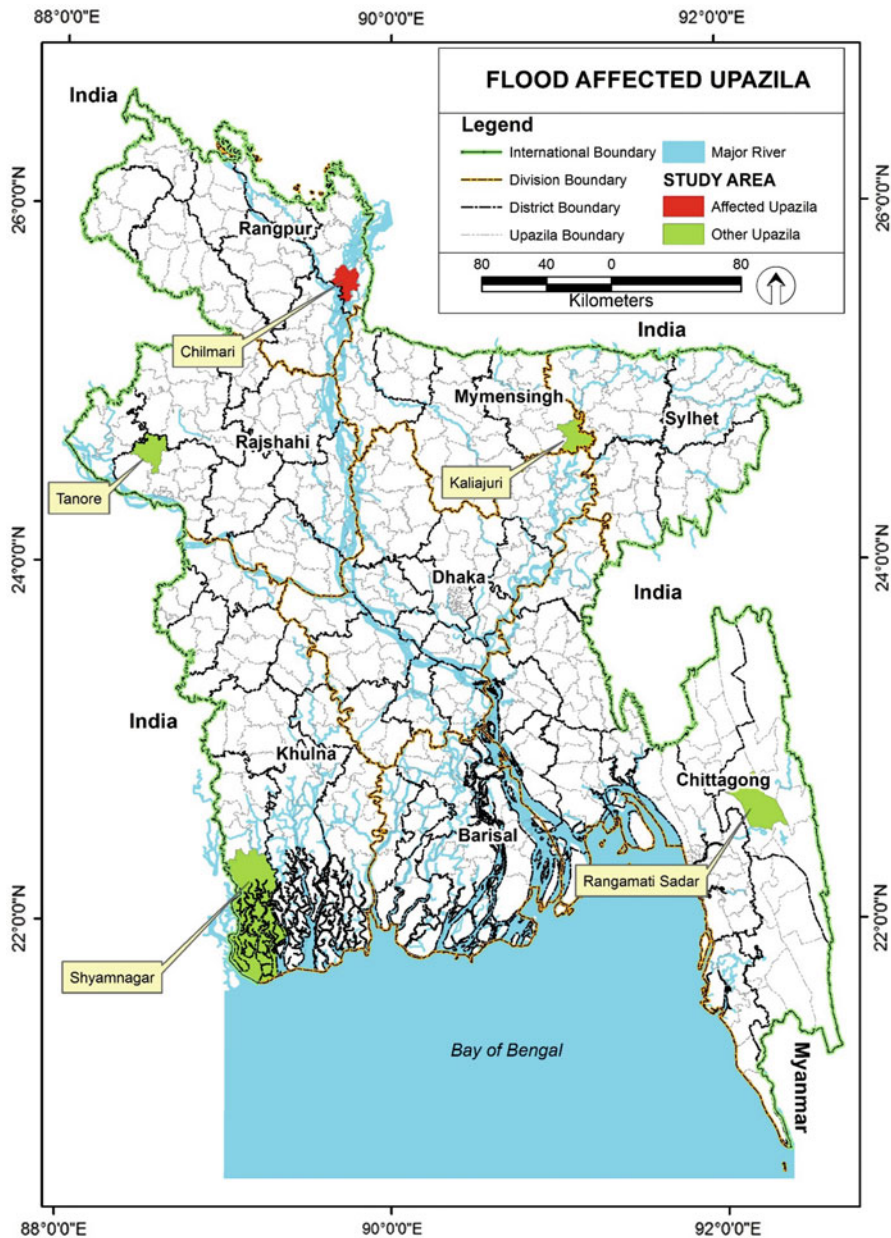 88°0'0"E
90°0'0"E
92°0'0"E
FLOOD AFFECTED UPAZILA
Legend
International Boundary
Division Boundary
District Boundary
Upazila Boundary
Major River
STUDY AREA
Affected Upazila
Other Upazila
80 40 0 80
Kilometers
India
26°0'0"N
26°0'0"N
Rangpur
India
Chilmari
Mymensingh
Sylhet
Rajshahi
Kaliajuri
Tanore
24°0'0"N
24°0'0"N
Dhaka
India
India
Khulna
Chittagong
Barisal
Rangamati Sadar
22°0'0"N
22°0'0"N
Shyamnagar
Bay of Bengal
Myanmar
88°0'0"E
90°0'0"E
92°0'0"E